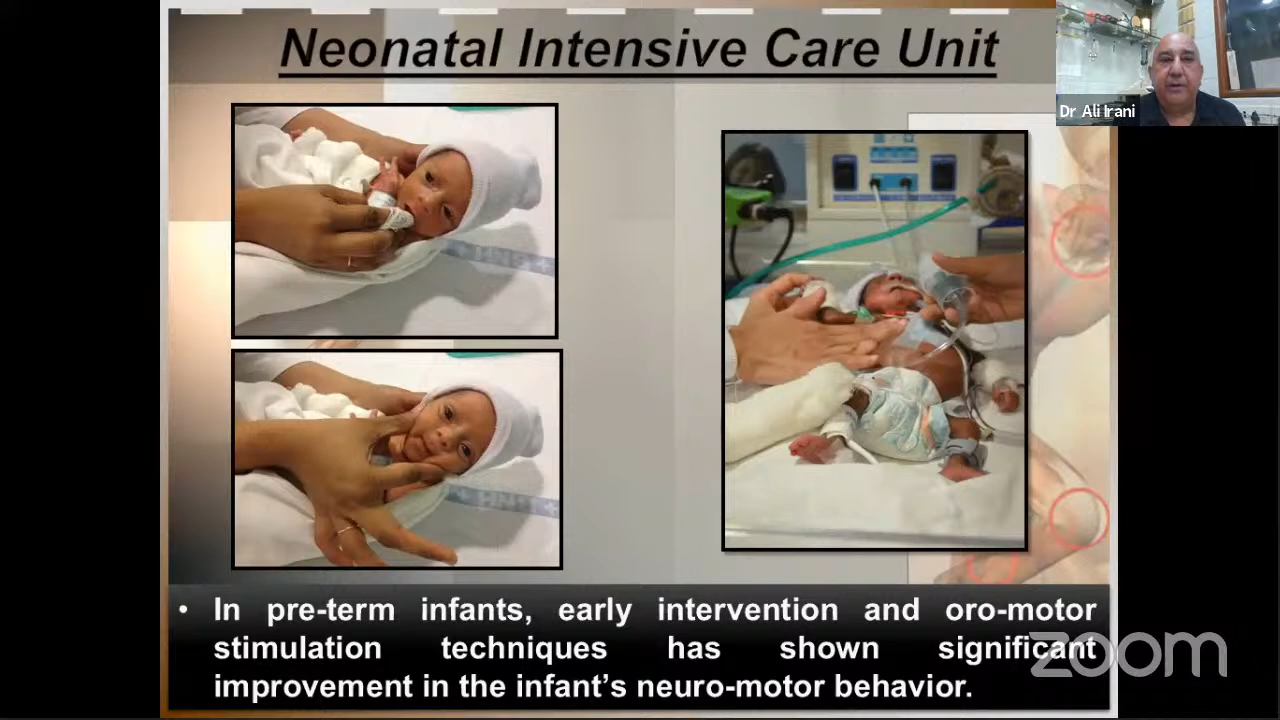 Neonatal Intensive Care Unit
Dr Ali Irani
• In pre-term infants, early intervention and oro-motor
stimulation techniques has shown significant
improvement in the infant's neuro-motor behavior.
zoom